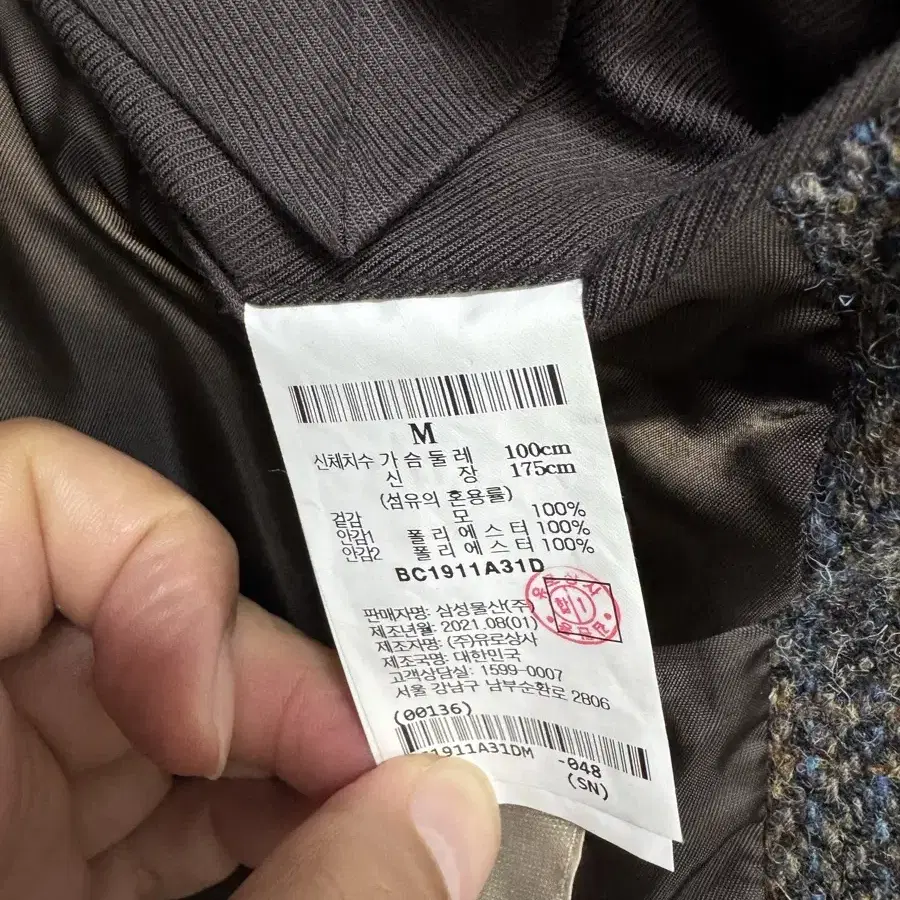 M
신체치수 가슴둘레 100cm
신 장 175cm
(섬유의 혼용률)
겉감 모 100%
안감1 폴리에스터 100%
안감2 폴리에스터 100%
BC1911A31D
판매자명: 삼성물산(주)
제조년월: 2021.08(01)
제조자명: (주)유로상사
제조국명: 대한민국
고객상담실: 1599-0007
서울 강남구 남부순환로 2806
합 1
(00136)
1911A31DM -048
(SN)